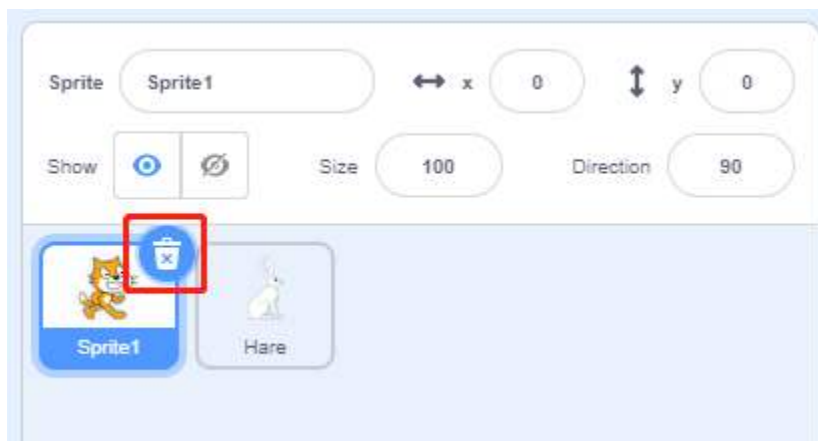 Sprite Sprite1 x 0 y 0
Show Size 100 Direction 90
Sprite1 Hare